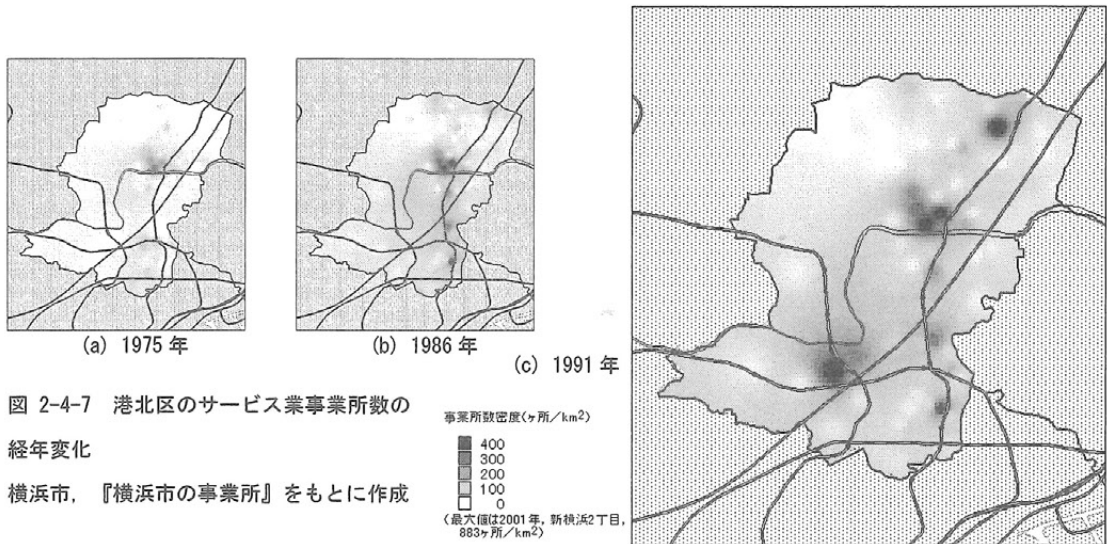 (a) 1975 年
(b) 1986 年
(c) 1991 年
図 2-4-7 港北区のサービス業事業所数の
経年変化
横浜市，『横浜市の事業所』をもとに作成
事業所数密度(ヶ所／km²)
400
300
200
100
0
(最大値は2001年，新横浜2丁目，
883ヶ所／km²)